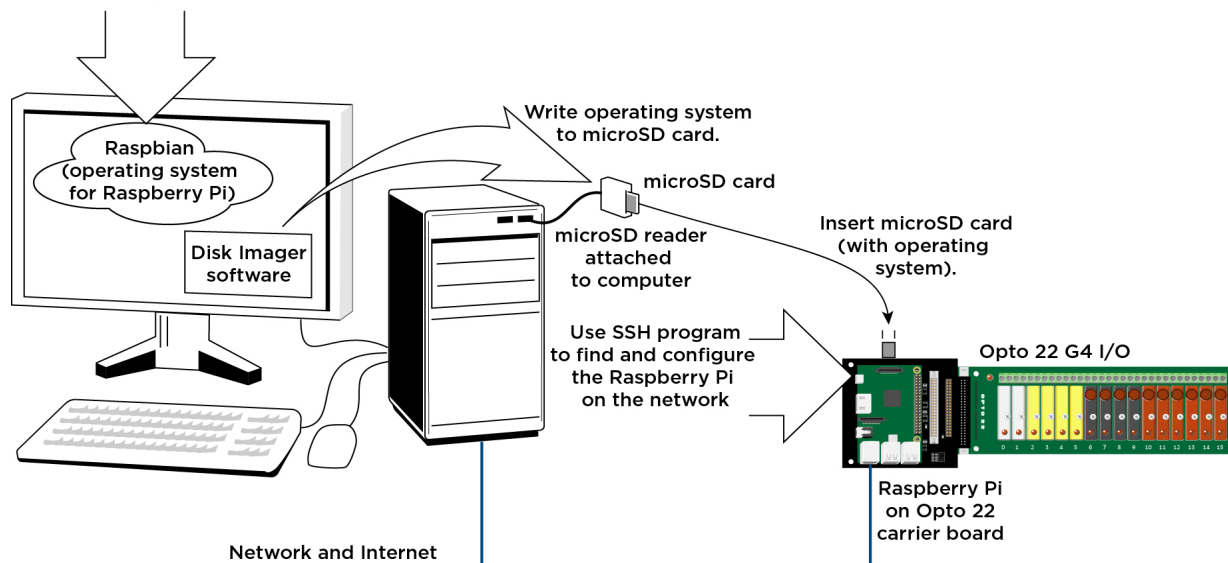 Write operating system
to microSD card.
Raspbian
(operating system
for Raspberry Pi)
microSD card
Disk Imager
software
microSD reader
attached
to computer
Insert microSD card
(with operating
system).
Use SSH program
to find and configure
the Raspberry Pi
on the network
Opto 22 G4 I/O
OPTO 22
0 1 2 3 4 5 6 7 8 9 10 11 12 13 14 15
Raspberry Pi
on Opto 22
carrier board
Network and Internet